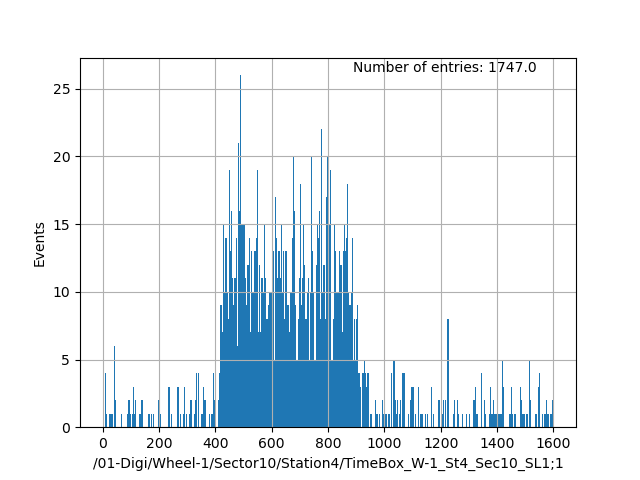 Number of entries: 1747.0
25
20
15
10
5
0
Events
0 200 400 600 800 1000 1200 1400 1600
/01-Digi/Wheel-1/Sector10/Station4/TimeBox_W-1_St4_Sec10_SL1;1